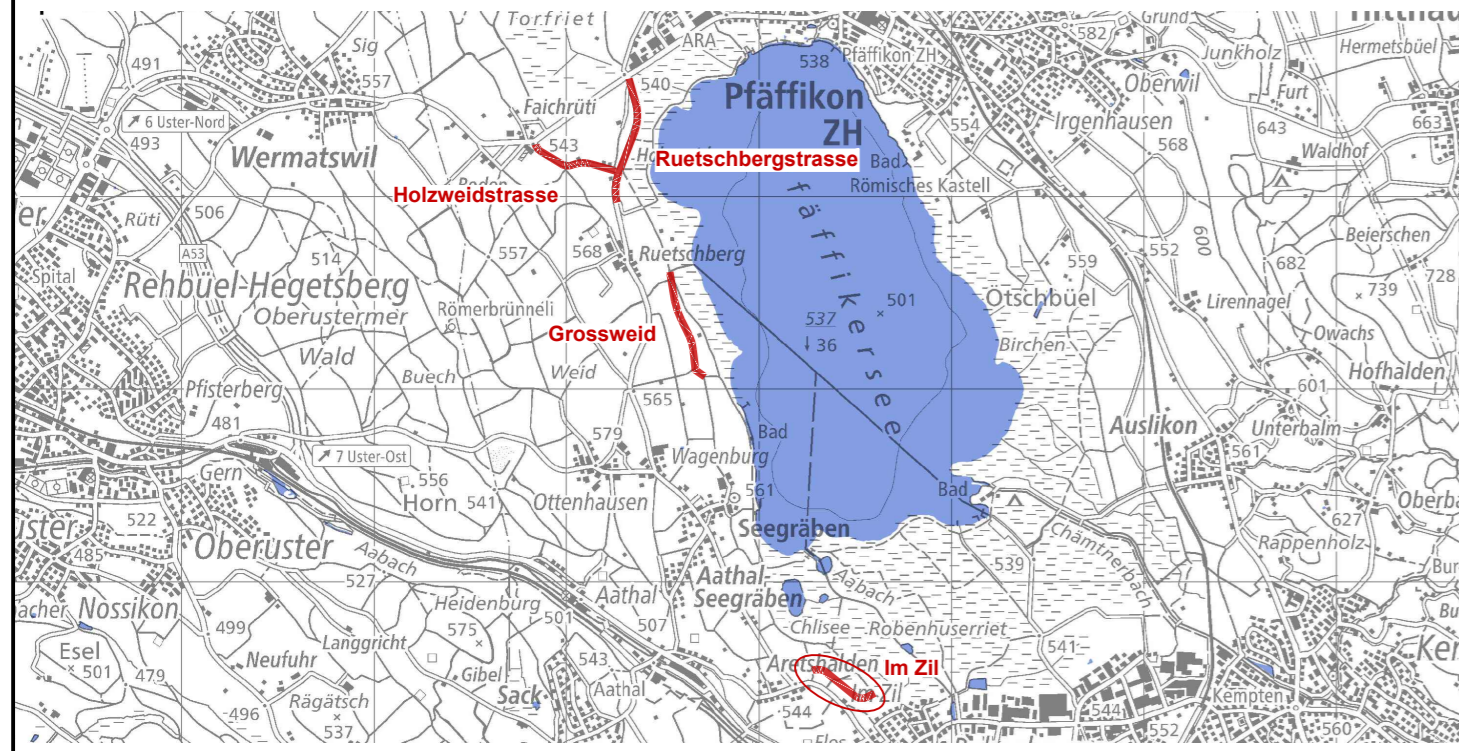 Torfriet
ARA
Grund
Sig
491
557
540
538
Pfäffikon ZH
582
Junkholz
Hermetsbüel
Oberwil
Faichrüti
Pfäffikon
ZH
Furt
6 Uster-Nord
493
Wermatswil
543
554
Irgenhausen
643
663
568
Waldhof
Ruetschbergstrasse
Bad
Römisches Kastell
Holzweidstrasse
Rüti
506
A53
514
557
568
Ruetschberg
552
600
Beierschen
Spital
Rehbüel-Hegetsberg
Oberustermer
Wald
Römerbrünneli
559
682
728
739
Otschbüel
501
Lirennagel
Grossweid
537
36
Pfäffikersee
Birchen
Owachs
Buech
Weid
Pfisterberg
565
601
Hofhalden
481
7 Uster-Ost
579
Bad
Wagenburg
Auslikon
Unterbalm
561
Gern
556
Horn
541
Ottenhausen
561
Bad
522
485
Oberuster
Seegräben
627
Rappenholz
Aabach
527
Aathal-
Seegräben
Aabach
539
Chämtnerbach
Nossikon
499
Heidenburg
575
501
Aathal
507
Chlisee
Robenhuserriet
Esel
501
479
Neufuhr
Langgricht
Gibel
Sack
543
Aathal
Aretshalden
Im Zil
Im Zil
541
496
Rägätsch
537
544
544
552
Kempten
560